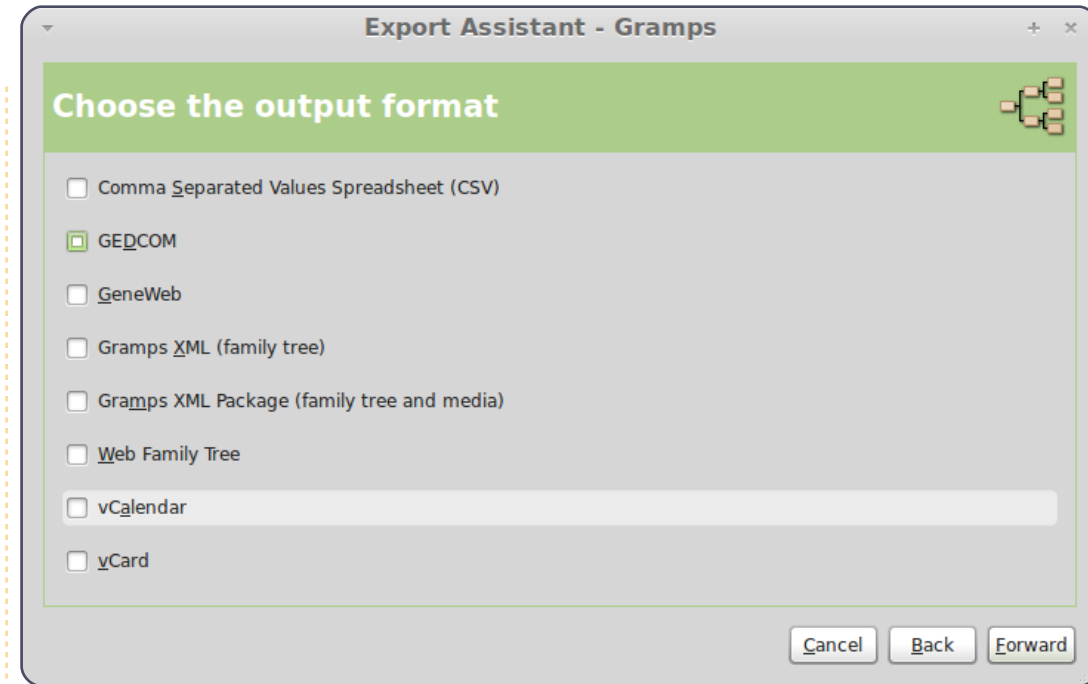 Export Assistant - Gramps
Choose the output format
Comma Separated Values Spreadsheet (CSV)
GEDCOM
GeneWeb
Gramps XML (family tree)
Gramps XML Package (family tree and media)
Web Family Tree
vCalendar
vCard
Cancel Back Forward